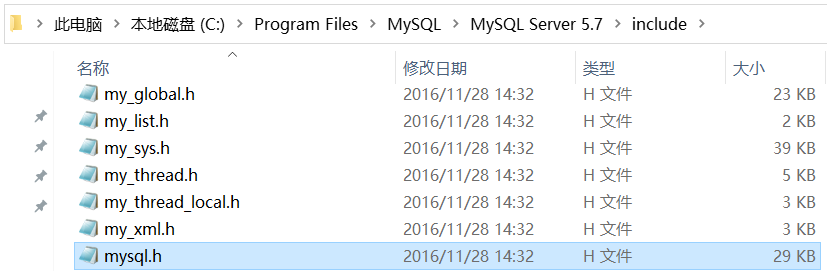 此电脑 > 本地磁盘 (C:) > Program Files > MySQL > MySQL Server 5.7 > include >
名称 修改日期 类型 大小
my_global.h 2016/11/28 14:32 H 文件 23 KB
my_list.h 2016/11/28 14:32 H 文件 2 KB
my_sys.h 2016/11/28 14:32 H 文件 39 KB
my_thread.h 2016/11/28 14:32 H 文件 5 KB
my_thread_local.h 2016/11/28 14:32 H 文件 3 KB
my_xml.h 2016/11/28 14:32 H 文件 3 KB
mysql.h 2016/11/28 14:32 H 文件 29 KB